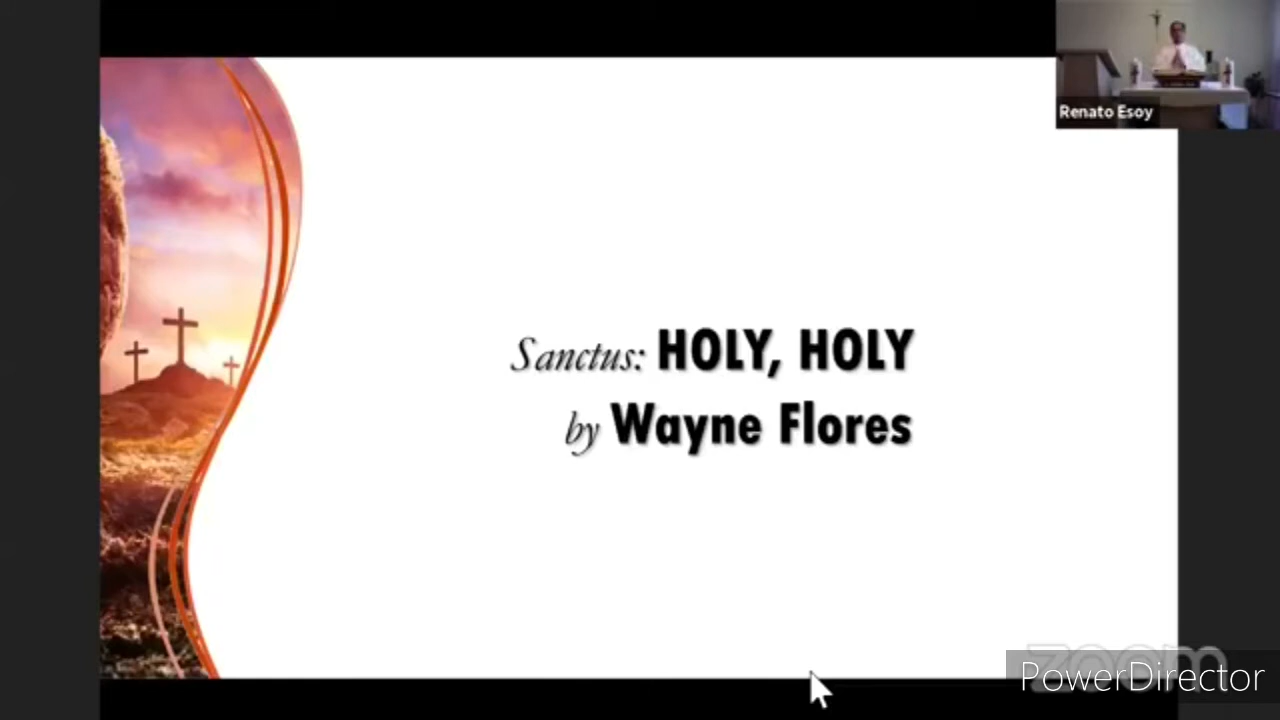 Renato Esoy
Sanctus: HOLY, HOLY
by Wayne Flores
zoom
PowerDirector